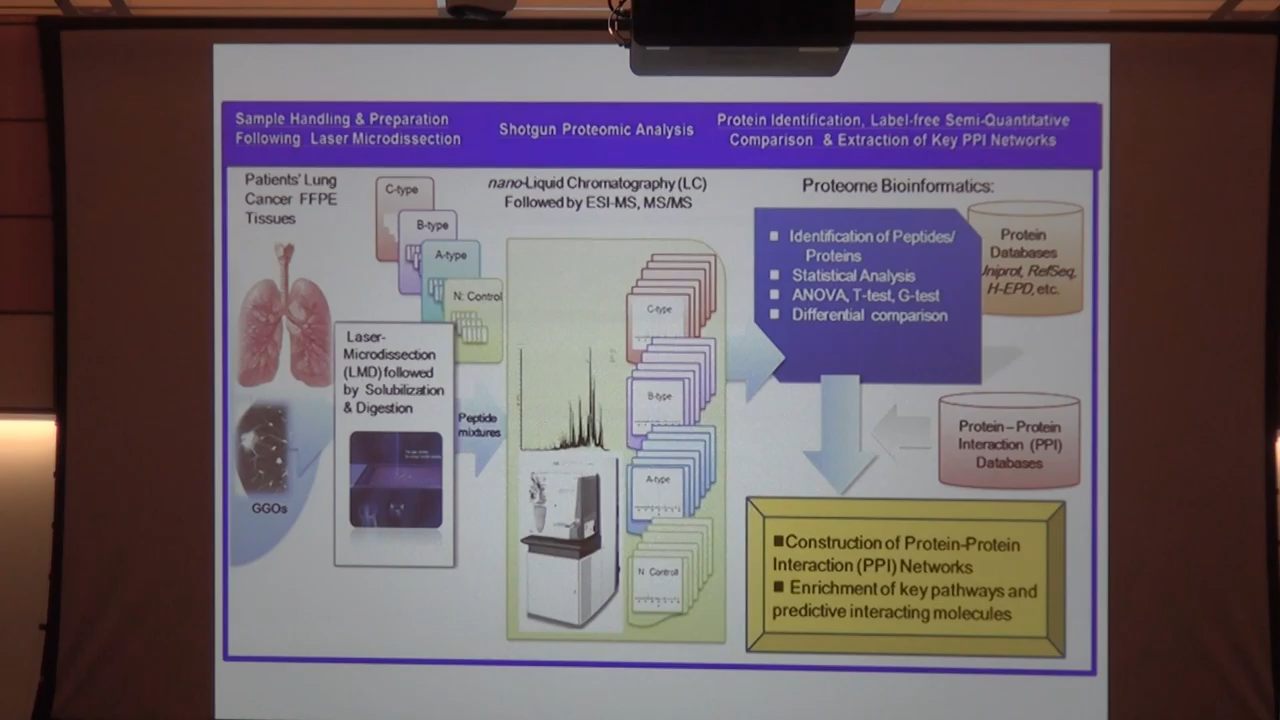 Sample Handling & Preparation
Following Laser Microdissection
Shotgun Proteomic Analysis
Protein Identification, Label-free Semi-Quantitative
Comparison & Extraction of Key PPI Networks
Patients' Lung
Cancer FFPE
Tissues
C-type
B-type
A-type
N: Control
Laser-
Microdissection
(LMD) followed
by Solubilization
& Digestion
GGOs
Peptide
mixtures
nano-Liquid Chromatography (LC)
Followed by ESI-MS, MS/MS
C-type
B-type
A-type
N: Control
Proteome Bioinformatics:
■ Identification of Peptides/
Proteins
■ Statistical Analysis
■ ANOVA, T-test, G-test
■ Differential comparison
Protein
Databases
Uniprot, RefSeq,
H-EPD, etc.
Protein–Protein
Interaction (PPI)
Databases
■Construction of Protein-Protein
Interaction (PPI) Networks
■ Enrichment of key pathways and
predictive interacting molecules